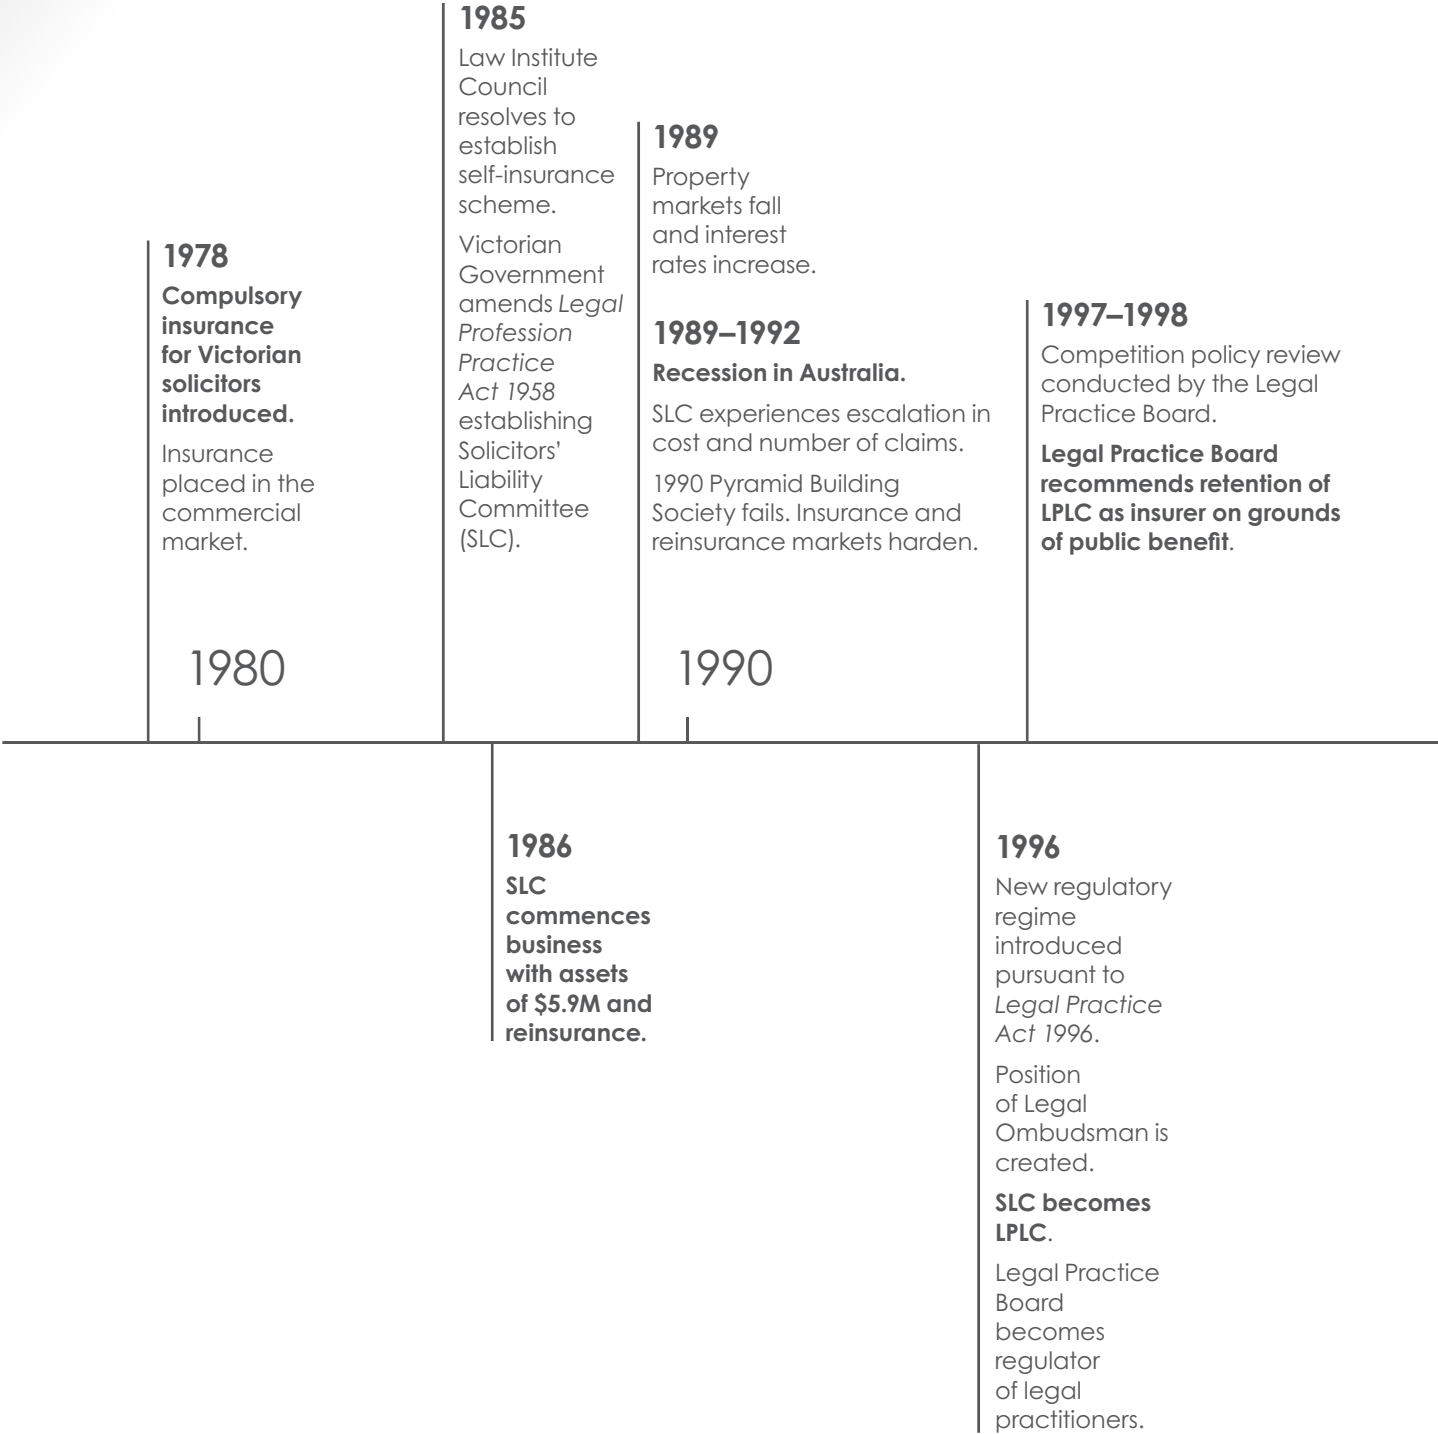 1985
Law Institute
Council
resolves to
establish
self-insurance
scheme.
Victorian
Government
amends Legal
Profession
Practice
Act 1958
establishing
Solicitors’
Liability
Committee
(SLC).
1989
Property
markets fall
and interest
rates increase.
1989–1992
Recession in Australia.
SLC experiences escalation in
cost and number of claims.
1990 Pyramid Building
Society fails. Insurance and
reinsurance markets harden.
1978
Compulsory
insurance
for Victorian
solicitors
introduced.
Insurance
placed in the
commercial
market.
1997–1998
Competition policy review
conducted by the Legal
Practice Board.
Legal Practice Board
recommends retention of
LPLC as insurer on grounds
of public benefit.
1980
1990
1986
SLC
commences
business
with assets
of $5.9M and
reinsurance.
1996
New regulatory
regime
introduced
pursuant to
Legal Practice
Act 1996.
Position
of Legal
Ombudsman is
created.
SLC becomes
LPLC.
Legal Practice
Board
becomes
regulator
of legal
practitioners.